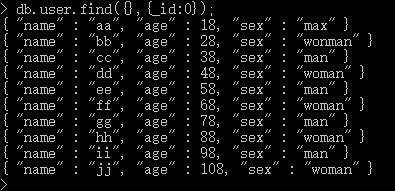 > db.user.find({},{_id:0});
{ "name" : "aa", "age" : 18, "sex" : "max" }
{ "name" : "bb", "age" : 28, "sex" : "wonman" }
{ "name" : "cc", "age" : 38, "sex" : "man" }
{ "name" : "dd", "age" : 48, "sex" : "woman" }
{ "name" : "ee", "age" : 58, "sex" : "man" }
{ "name" : "ff", "age" : 68, "sex" : "woman" }
{ "name" : "gg", "age" : 78, "sex" : "man" }
{ "name" : "hh", "age" : 88, "sex" : "woman" }
{ "name" : "ii", "age" : 98, "sex" : "man" }
{ "name" : "jj", "age" : 108, "sex" : "woman" }
>